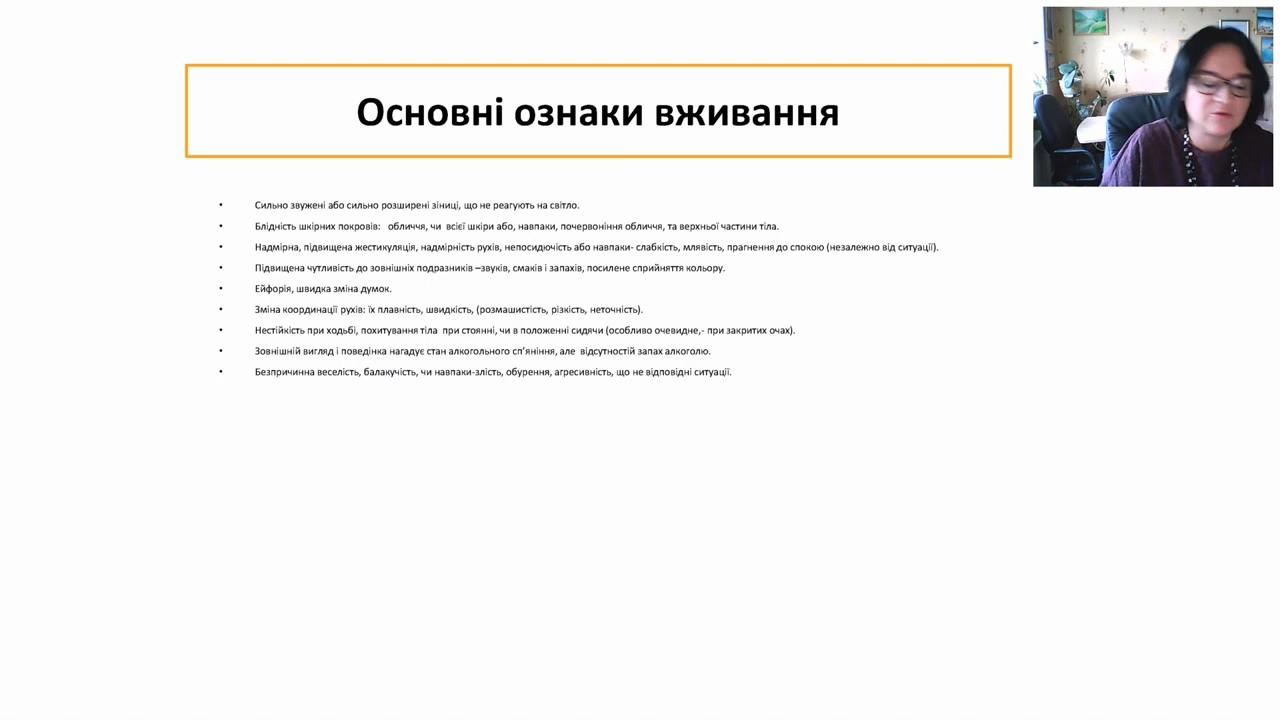 Основні ознаки вживання
• Сильно звужені або сильно розширені зіниці, що не реагують на світло.
• Блідність шкірних покровів: обличчя, чи всієї шкіри або, навпаки, почервоніння обличчя, та верхньої частини тіла.
• Надмірна, підвищена жестикуляція, надмірність рухів, непосидючість або навпаки- слабкість, млявість, прагнення до спокою (незалежно від ситуації).
• Підвищена чутливість до зовнішніх подразників –звуків, смаків і запахів, посилене сприйняття кольору.
• Ейфорія, швидка зміна думок.
• Зміна координації рухів: їх плавність, швидкість, (розмашистість, різкість, неточність).
• Нестійкість при ходьбі, похитування тіла при стоянні, чи в положенні сидячи (особливо очевидне,- при закритих очах).
• Зовнішній вигляд і поведінка нагадує стан алкогольного сп’яніння, але відсутностій запах алкоголю.
• Безпричинна веселість, балакучість, чи навпаки-злість, обурення, агресивність, що не відповідні ситуації.